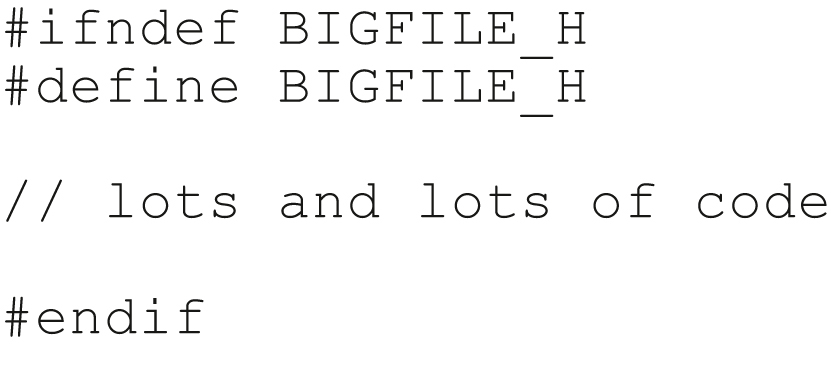 #ifndef BIGFILE_H
#define BIGFILE_H
// lots and lots of code
#endif